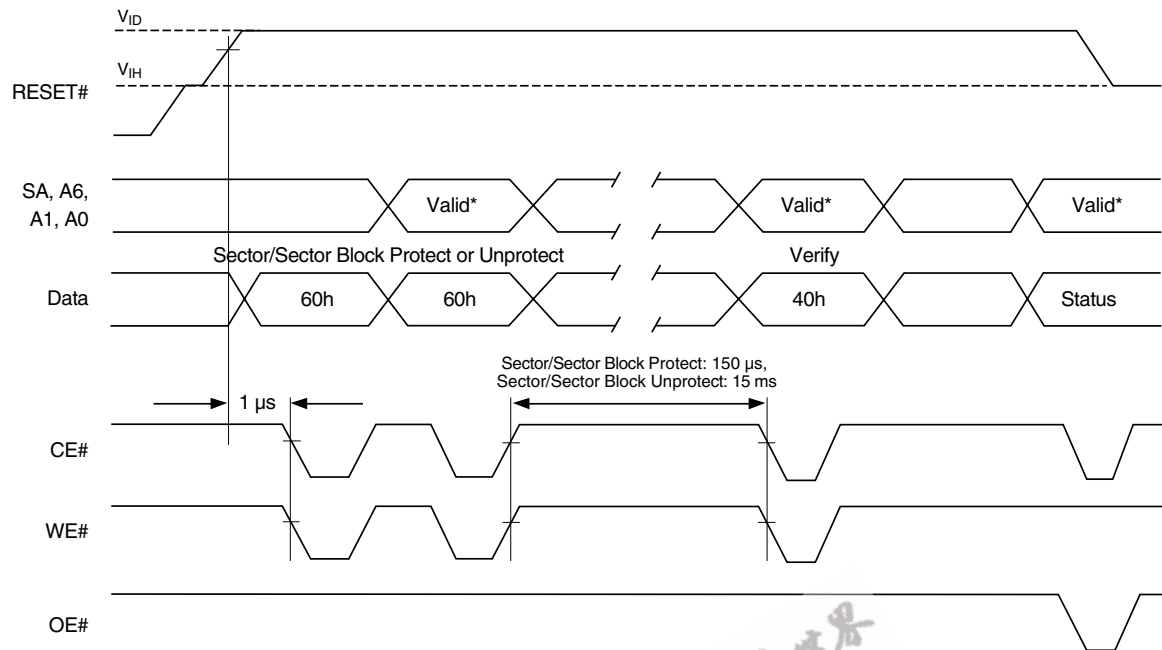 VID
VIH
RESET#
SA, A6,
A1, A0
Valid*
Valid*
Valid*
Sector/Sector Block Protect or Unprotect
Verify
Data
60h
60h
40h
Status
Sector/Sector Block Protect: 150 µs,
Sector/Sector Block Unprotect: 15 ms
1 µs
CE#
WE#
OE#